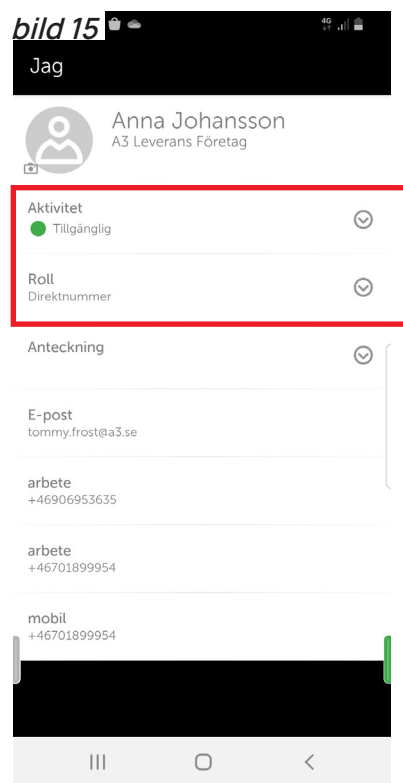 bild 15
4G
Jag
Anna Johansson
A3 Leverans Företag
Aktivitet
Tillgänglig
Roll
Direktnummer
Anteckning
E-post
tommy.frost@a3.se
arbete
+46906953635
arbete
+46701899954
mobil
+46701899954